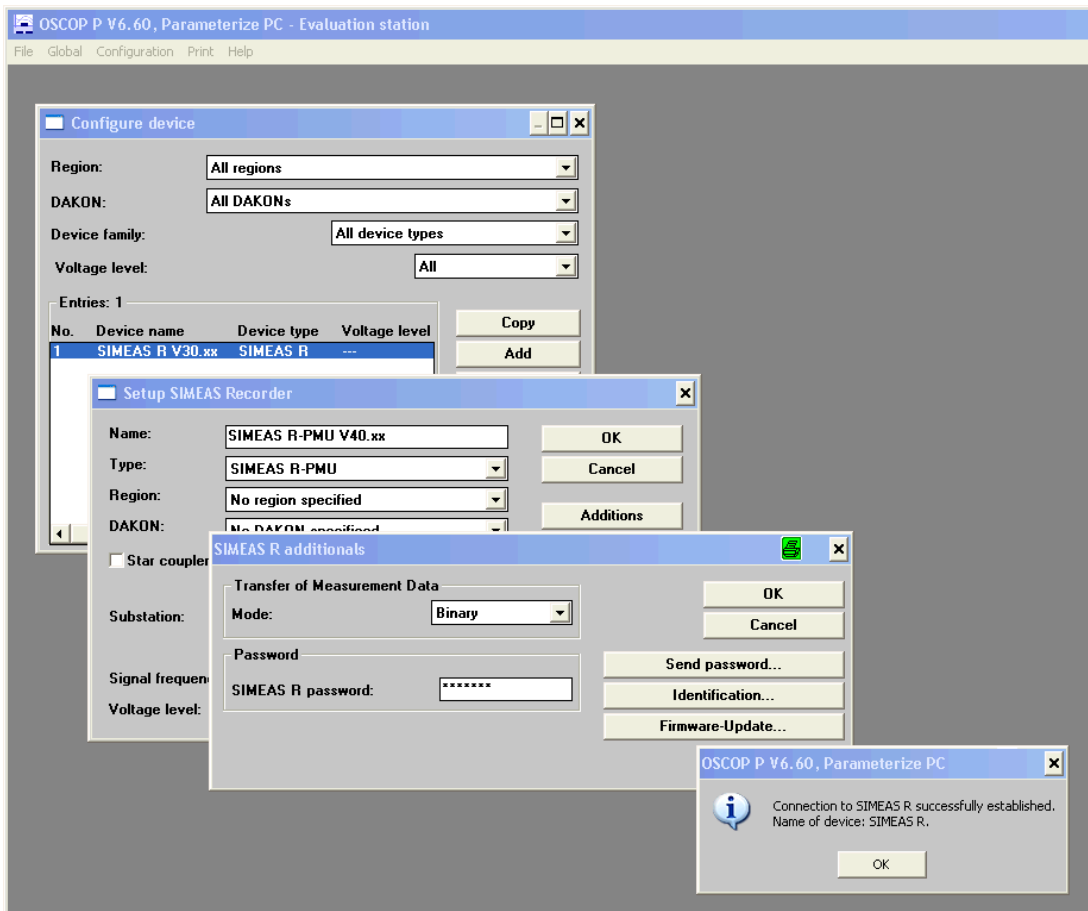 OSCOP P V6.60, Parameterize PC - Evaluation station
File Global Configuration Print Help
Configure device
Region: All regions
DAKON: All DAKONs
Device family: All device types
Voltage level: All
Entries: 1
No. Device name Device type Voltage level
1 SIMEAS R V30.xx SIMEAS R ---
Copy
Add
Setup SIMEAS Recorder
Name: SIMEAS R-PMU V40.xx
Type: SIMEAS R-PMU
Region: No region specified
DAKON: No DAKON specifieed
Star coupler
Substation:
Signal frequen
Voltage level:
OK
Cancel
Additions
SIMEAS R additionals
Transfer of Measurement Data
Mode: Binary
Password
SIMEAS R password: *******
OK
Cancel
Send password...
Identification...
Firmware-Update...
OSCOP P V6.60, Parameterize PC
Connection to SIMEAS R successfully established.
Name of device: SIMEAS R.
OK